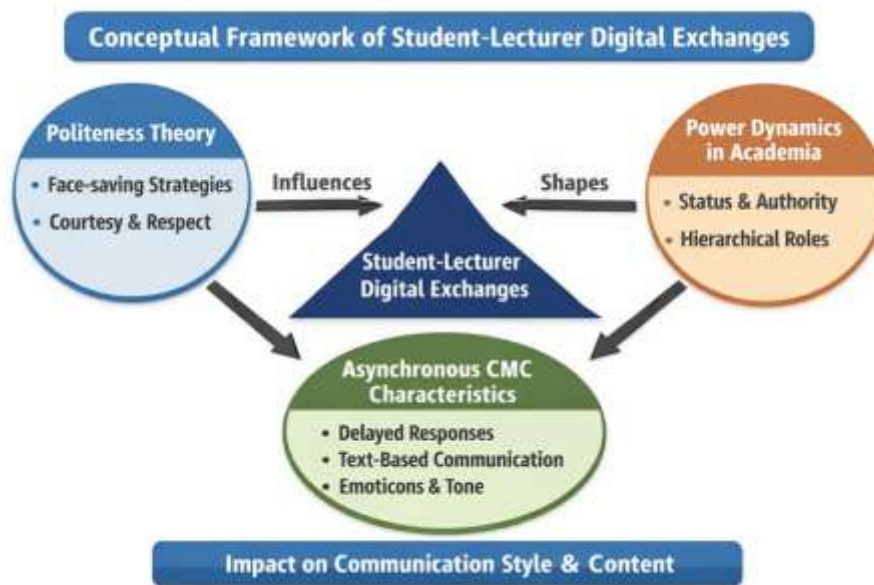 Conceptual Framework of Student-Lecturer Digital Exchanges
Politeness Theory
• Face-saving Strategies
• Courtesy & Respect
Influences
Shapes
Power Dynamics
in Academia
• Status & Authority
• Hierarchical Roles
Student-Lecturer
Digital Exchanges
Asynchronous CMC
Characteristics
• Delayed Responses
• Text-Based Communication
• Emoticons & Tone
Impact on Communication Style & Content